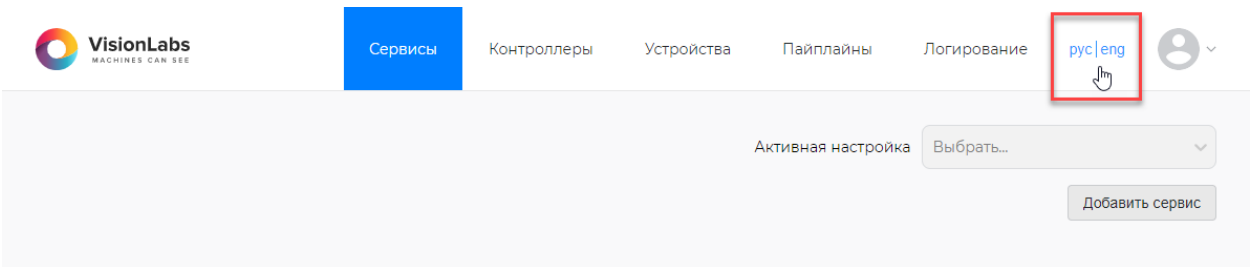 VisionLabs
MACHINES CAN SEE
Сервисы Контроллеры Устройства Пайплайны Логирование рус|eng
Активная настройка Выбрать...
Добавить сервис